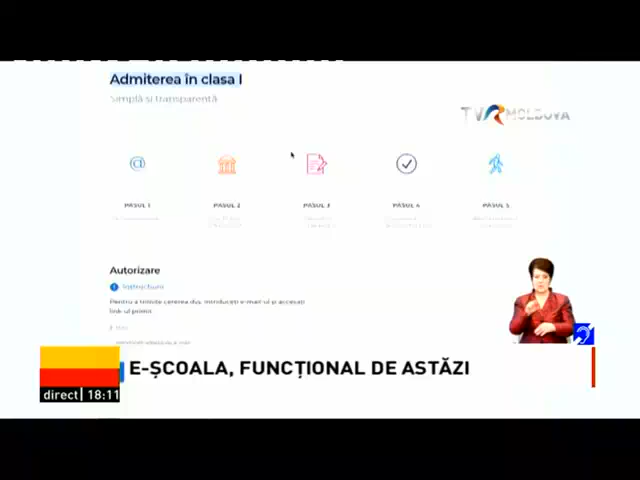 Admiterea în clasa I
Simplă și transparentă
TVR MOLDOVA
@
PASUL 1
PASUL 2
PASUL 3
PASUL 4
PASUL 5
Autorizare
Instrucțiuni
Pentru a trimite cererea dvs. introduceți e-mail-ul și accesați
link-ul primit
E-ȘCOALA, FUNCȚIONAL DE ASTĂZI
direct 18:11